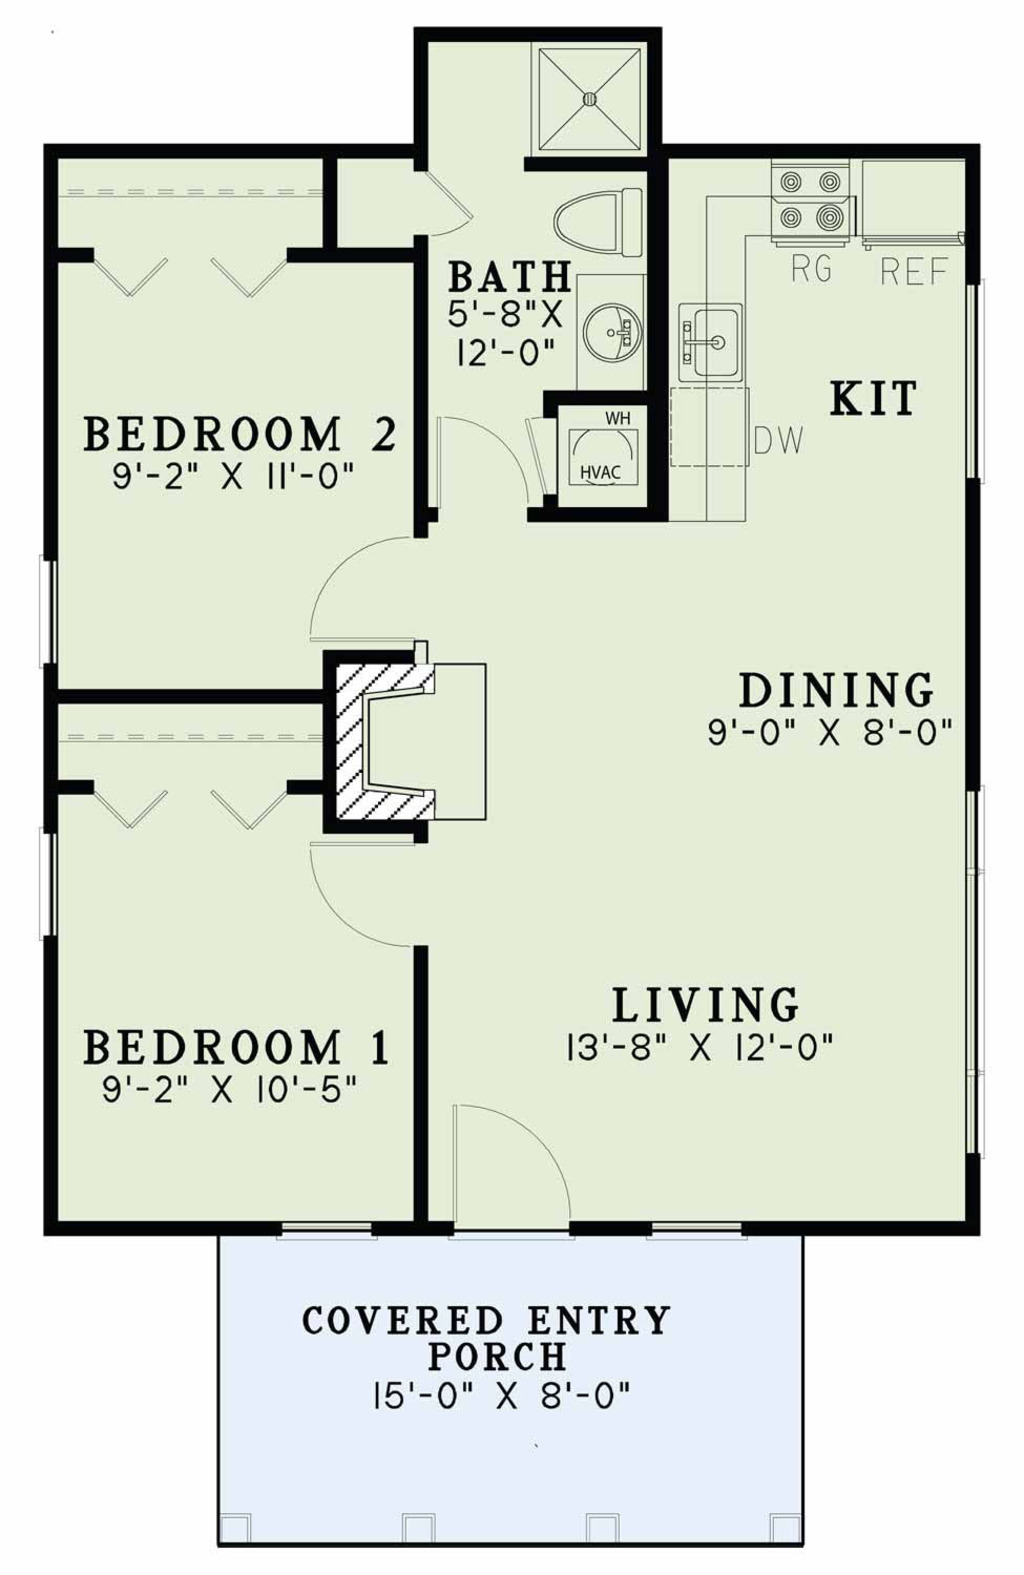 BATH
5'-8"X
12'-0"
RG
REF
KIT
WH
HVAC
DW
BEDROOM 2
9'-2" X 11'-0"
DINING
9'-0" X 8'-0"
LIVING
13'-8" X 12'-0"
BEDROOM 1
9'-2" X 10'-5"
COVERED ENTRY
PORCH
15'-0" X 8'-0"